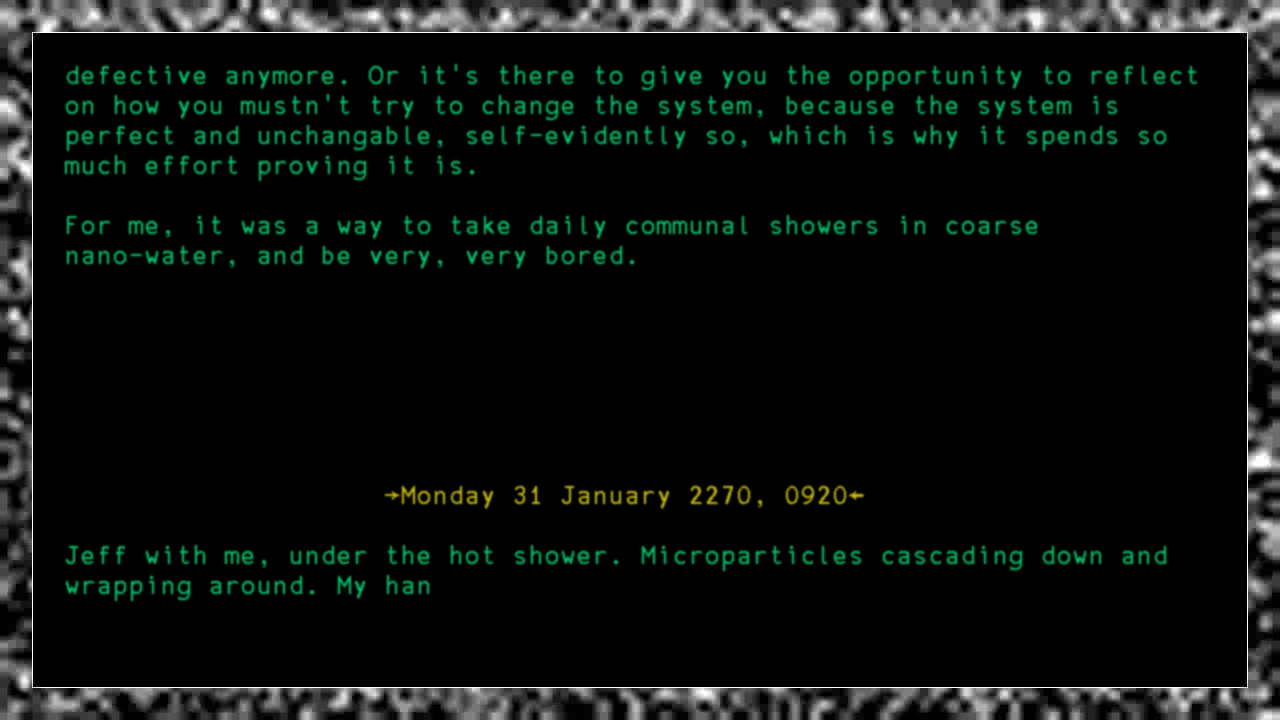 defective anymore. Or it's there to give you the opportunity to reflect
on how you mustn't try to change the system, because the system is
perfect and unchangable, self-evidently so, which is why it spends so
much effort proving it is.
For me, it was a way to take daily communal showers in coarse
nano-water, and be very, very bored.
→Monday 31 January 2270, 0920←
Jeff with me, under the hot shower. Microparticles cascading down and
wrapping around. My han